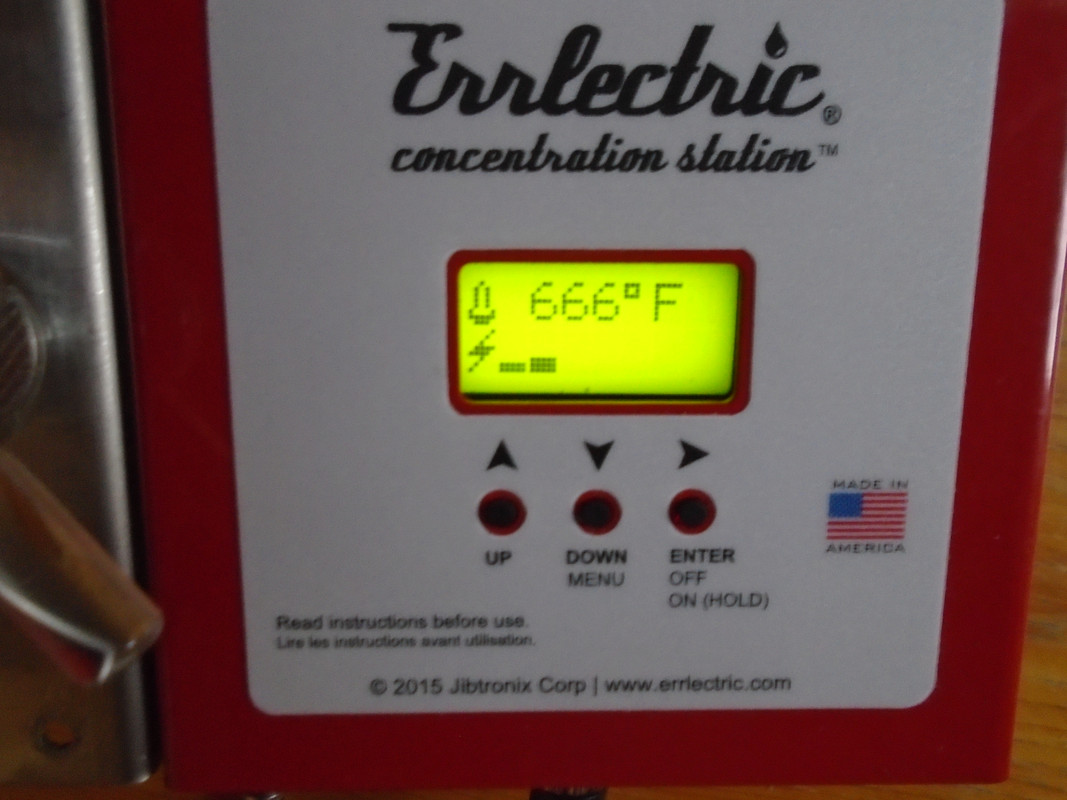 Errlectric®
concentration station™
666°F
UP
DOWN
MENU
ENTER
OFF
ON (HOLD)
MADE IN
AMERICA
Read instructions before use.
Lire les instructions avant utilisation.
© 2015 Jibtronix Corp | www.errlectric.com